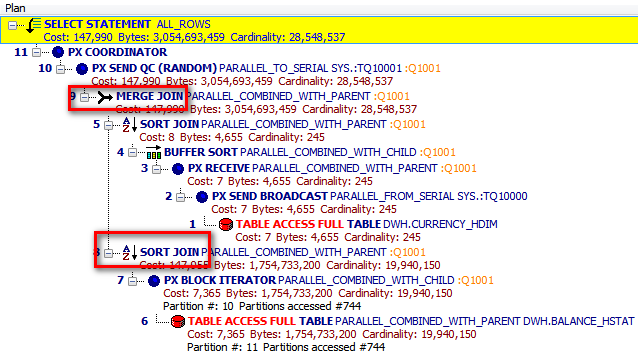 Plan
SELECT STATEMENT ALL_ROWS
Cost: 147,990 Bytes: 3,054,693,459 Cardinality: 28,548,537
11 PX COORDINATOR
10 PX SEND QC (RANDOM) PARALLEL_TO_SERIAL SYS.:TQ10001 :Q1001
Cost: 147,990 Bytes: 3,054,693,459 Cardinality: 28,548,537
9 MERGE JOIN PARALLEL_COMBINED_WITH_PARENT :Q1001
Cost: 147,990 Bytes: 3,054,693,459 Cardinality: 28,548,537
5 SORT JOIN PARALLEL_COMBINED_WITH_PARENT :Q1001
Cost: 8 Bytes: 4,655 Cardinality: 245
4 BUFFER SORT PARALLEL_COMBINED_WITH_CHILD :Q1001
3 PX RECEIVE PARALLEL_COMBINED_WITH_PARENT :Q1001
Cost: 7 Bytes: 4,655 Cardinality: 245
2 PX SEND BROADCAST PARALLEL_FROM_SERIAL SYS.:TQ10000
Cost: 7 Bytes: 4,655 Cardinality: 245
1 TABLE ACCESS FULL TABLE DWH.CURRENCY_HDIM
Cost: 7 Bytes: 4,655 Cardinality: 245
8 SORT JOIN PARALLEL_COMBINED_WITH_PARENT :Q1001
Cost: 147,955 Bytes: 1,754,733,200 Cardinality: 19,940,150
7 PX BLOCK ITERATOR PARALLEL_COMBINED_WITH_CHILD :Q1001
Cost: 7,365 Bytes: 1,754,733,200 Cardinality: 19,940,150
Partition #: 10 Partitions accessed #744
6 TABLE ACCESS FULL TABLE PARALLEL_COMBINED_WITH_PARENT DWH.BALANCE_HSTAT
Cost: 7,365 Bytes: 1,754,733,200 Cardinality: 19,940,150
Partition #: 11 Partitions accessed #744